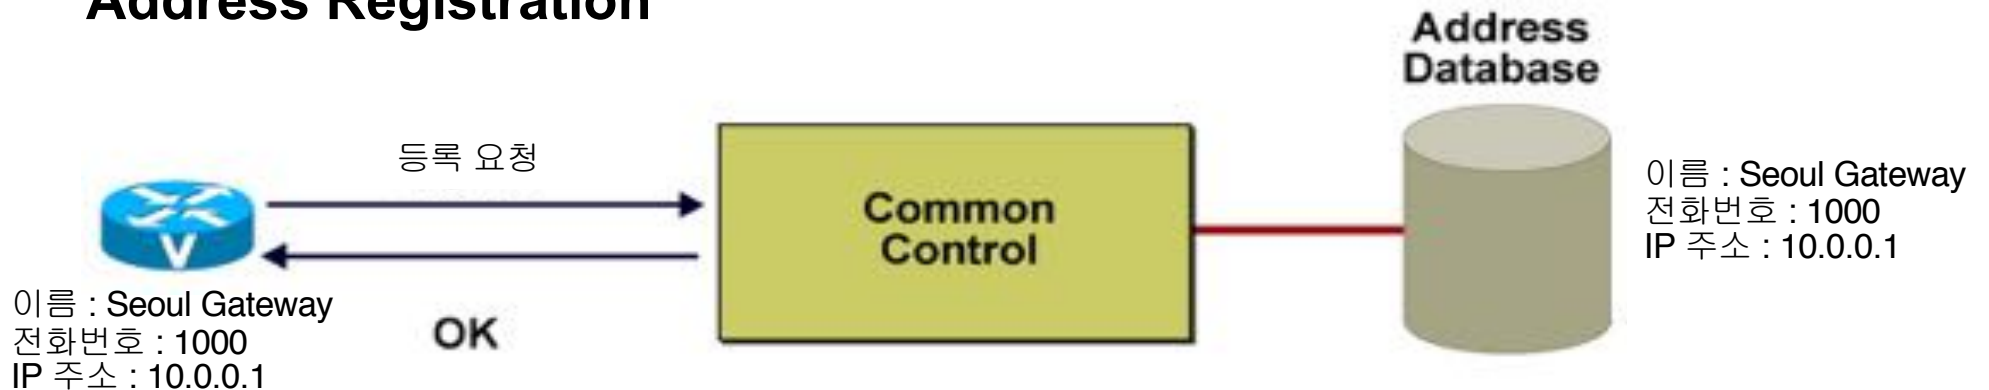 Address Registration
Address
Database
등록 요청
Common
Control
V
OK
이름 : Seoul Gateway
전화번호 : 1000
IP 주소 : 10.0.0.1
이름 : Seoul Gateway
전화번호 : 1000
IP 주소 : 10.0.0.1